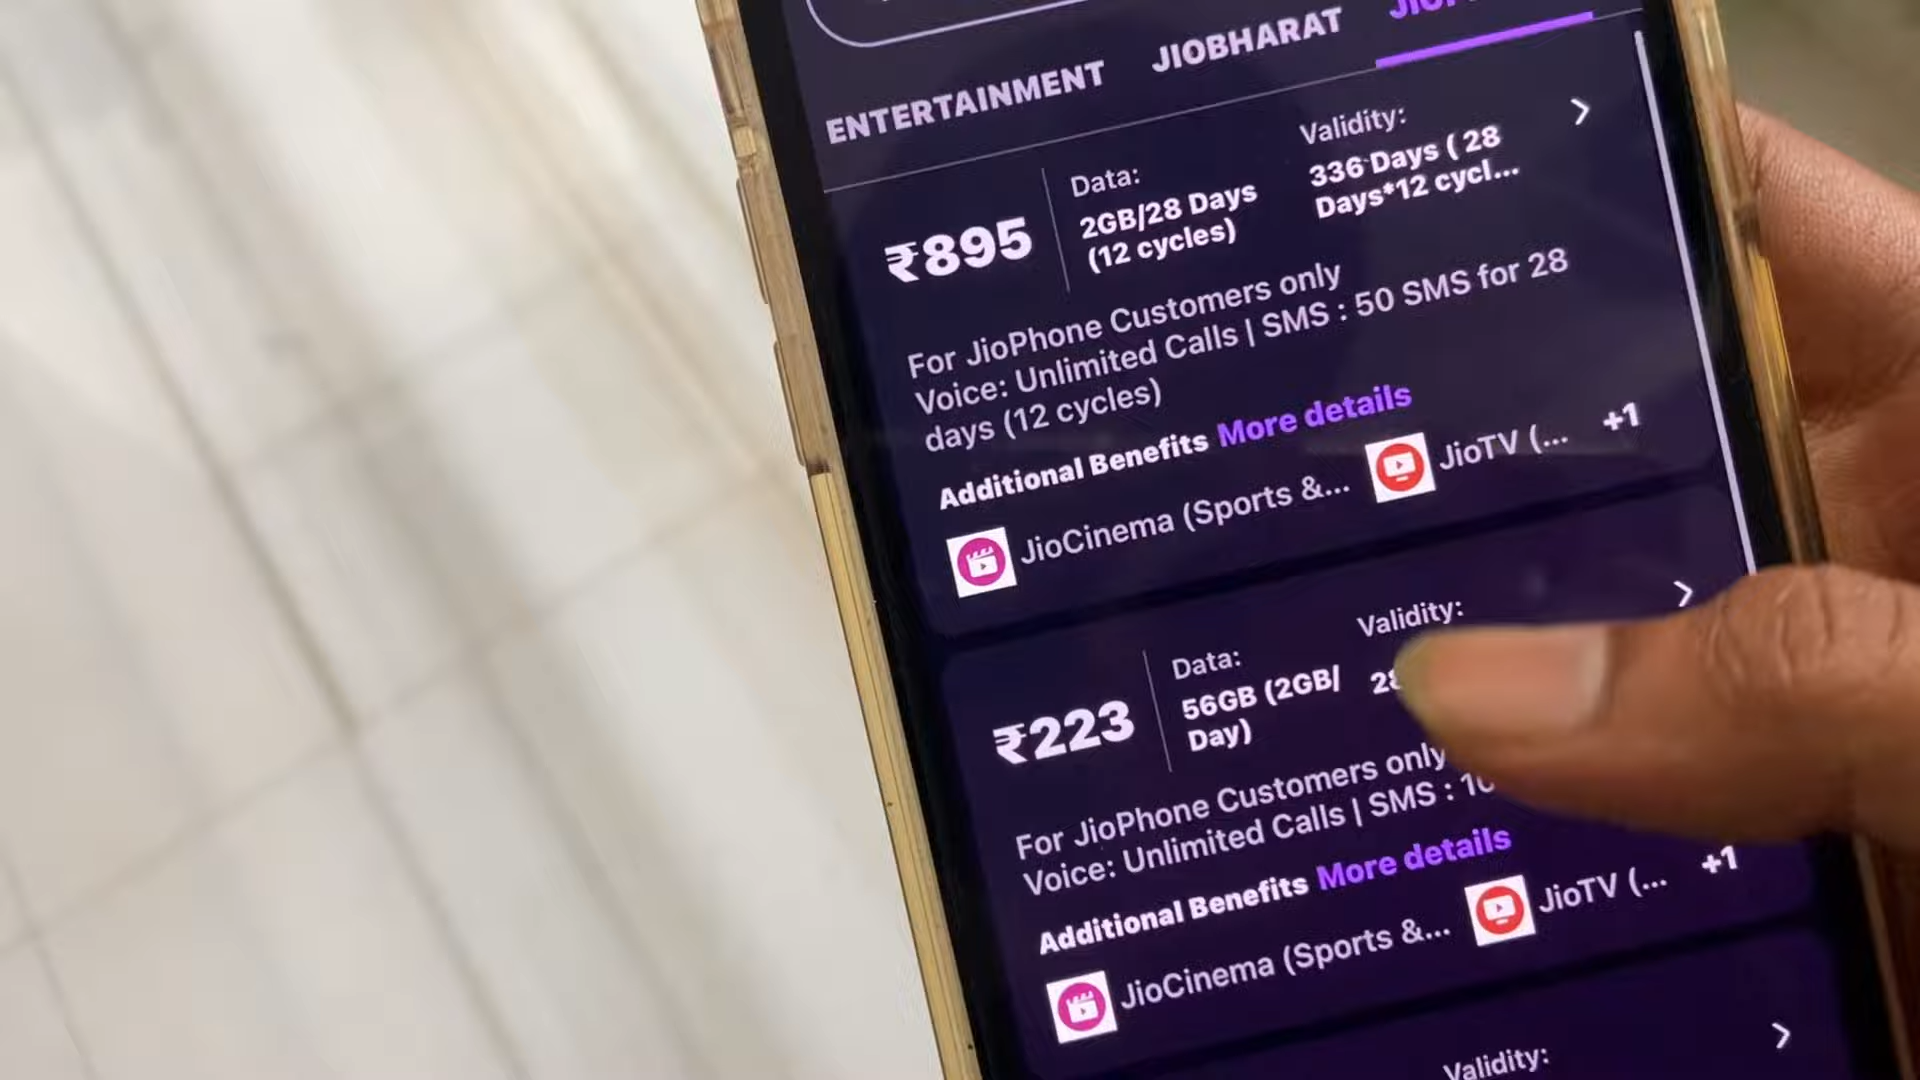 ENTERTAINMENT JIOBHARAT
₹895
Data:
2GB/28 Days
(12 cycles)
Validity:
336 Days ( 28
Days*12 cycl...
For JioPhone Customers only
Voice: Unlimited Calls | SMS : 50 SMS for 28
days (12 cycles)
Additional Benefits More details
JioCinema (Sports &... JioTV (... +1
₹223
Data:
56GB (2GB/
Day)
Validity:
For JioPhone Customers only
Voice: Unlimited Calls | SMS :
Additional Benefits More details
JioCinema (Sports &... JioTV (... +1
Validity: